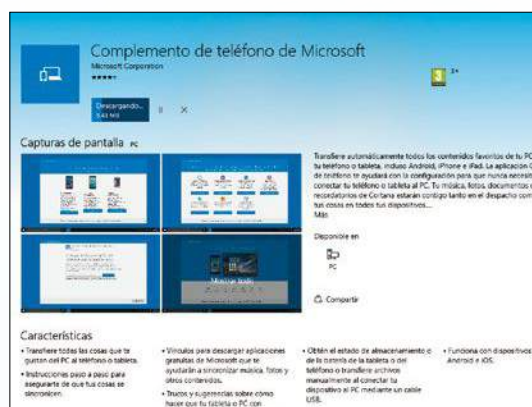 Complemento de teléfono de Microsoft
Microsoft Corporation
3+
Descargando...
Capturas de pantalla PC
Transfiere automáticamente todos los contenidos favoritos de tu PC
tu teléfono o tableta, incluso Android, iPhone e iPad. La aplicación C
de teléfono te ayudará con la configuración para que nunca necesit
conectar tu teléfono o tableta al PC. Tu música, fotos, documentos
recordatorios de Cortana estarán contigo tanto en el despacho com
tus cosas en todos tus dispositivos...
Más
Disponible en
PC
Mostrar todo
Compartir
Características
• Transfiere todas las cosas que te
gustan del PC al teléfono o tableta.
• Instrucciones paso a paso para
asegurarte de que tus cosas se
sincronicen.
• Vínculos para descargar aplicaciones
gratuitas de Microsoft que te
ayudarán a sincronizar música, fotos y
otros contenidos.
• Trucos y sugerencias sobre cómo
hacer que tu tableta o PC con
• Obtén el estado de almacenamiento o
de la batería de la tableta o del
teléfono o transfiere archivos
manualmente al conectar tu
dispositivo al PC mediante un cable
USB.
• Funciona con dispositivos
Android e iOS.